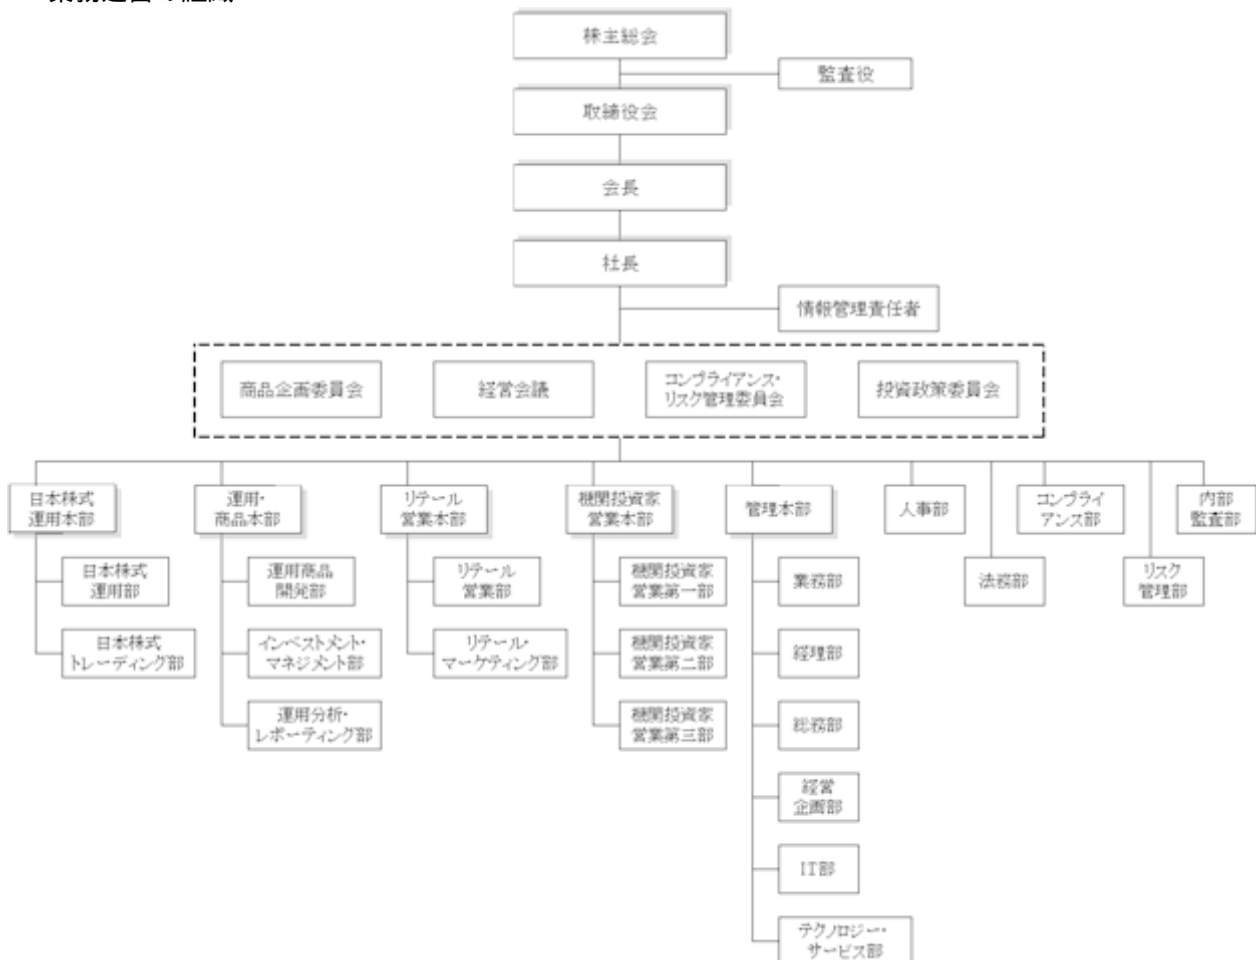 株主総会
監査役
取締役会
会長
社長
情報管理責任者
商品企画委員会
経営会議
コンプライアンス・
リスク管理委員会
投資政策委員会
日本株式
運用本部
運用・
商品本部
リテール
営業本部
機関投資家
営業本部
管理本部
人事部
コンプライ
アンス部
内部
監査部
日本株式
運用部
運用商品
開発部
リテール
営業部
機関投資家
営業第一部
業務部
法務部
リスク
管理部
日本株式
トレーディング部
インベストメント・
マネジメント部
リテール・
マーケティング部
機関投資家
営業第二部
経理部
運用分析・
レポーティング部
機関投資家
営業第三部
総務部
経営
企画部
IT部
テクノロジー・
サービス部